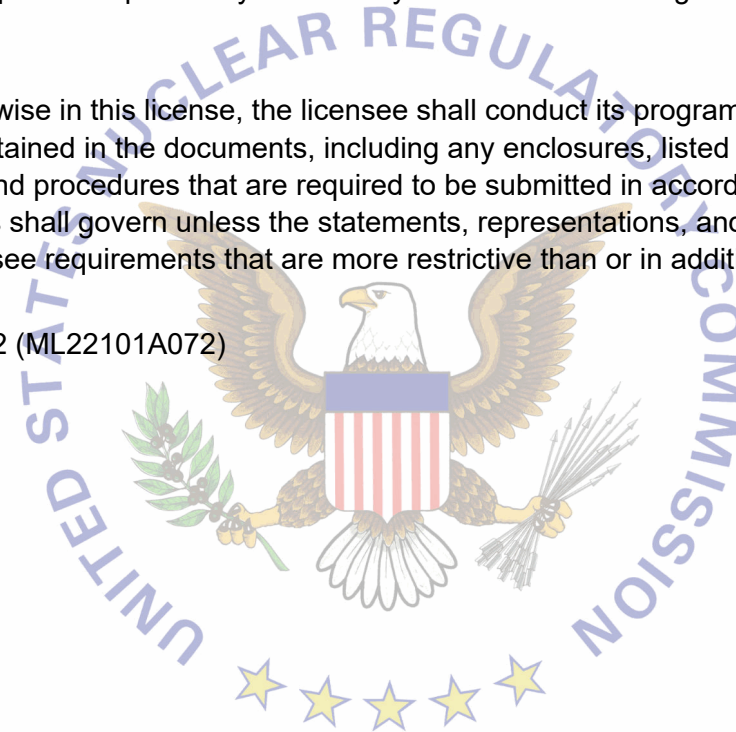 UNITED STATES NUCLEAR REGULATORY COMMISSION
wise in this license, the licensee shall conduct its program
tained in the documents, including any enclosures, listed
nd procedures that are required to be submitted in accord
s shall govern unless the statements, representations, and
see requirements that are more restrictive than or in addit
2 (ML22101A072)